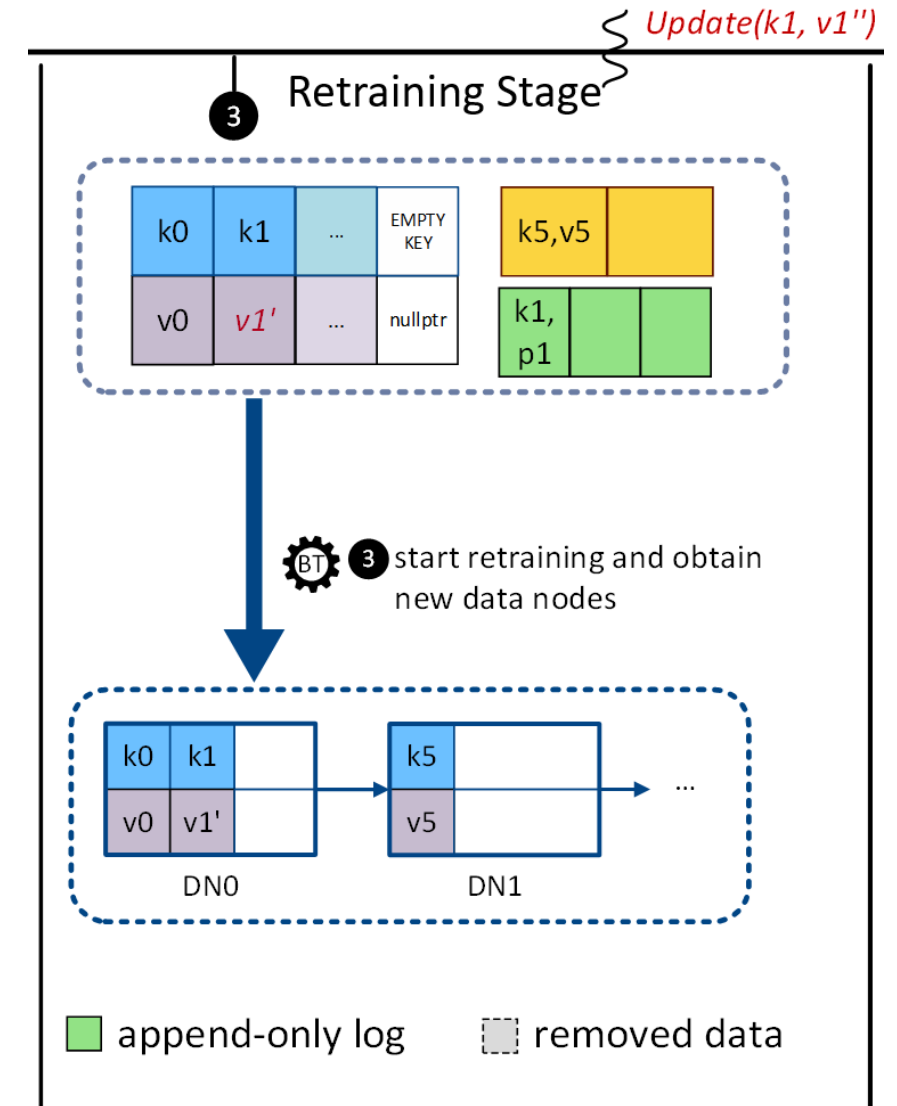 Update(k1, v1'')
Retraining Stage
3
k0 k1 ... EMPTY KEY
v0 v1' ... nullptr
k5,v5
k1,
p1
BT 3 start retraining and obtain
new data nodes
k0 k1
v0 v1'
DN0
k5
v5
DN1
...
append-only log
removed data